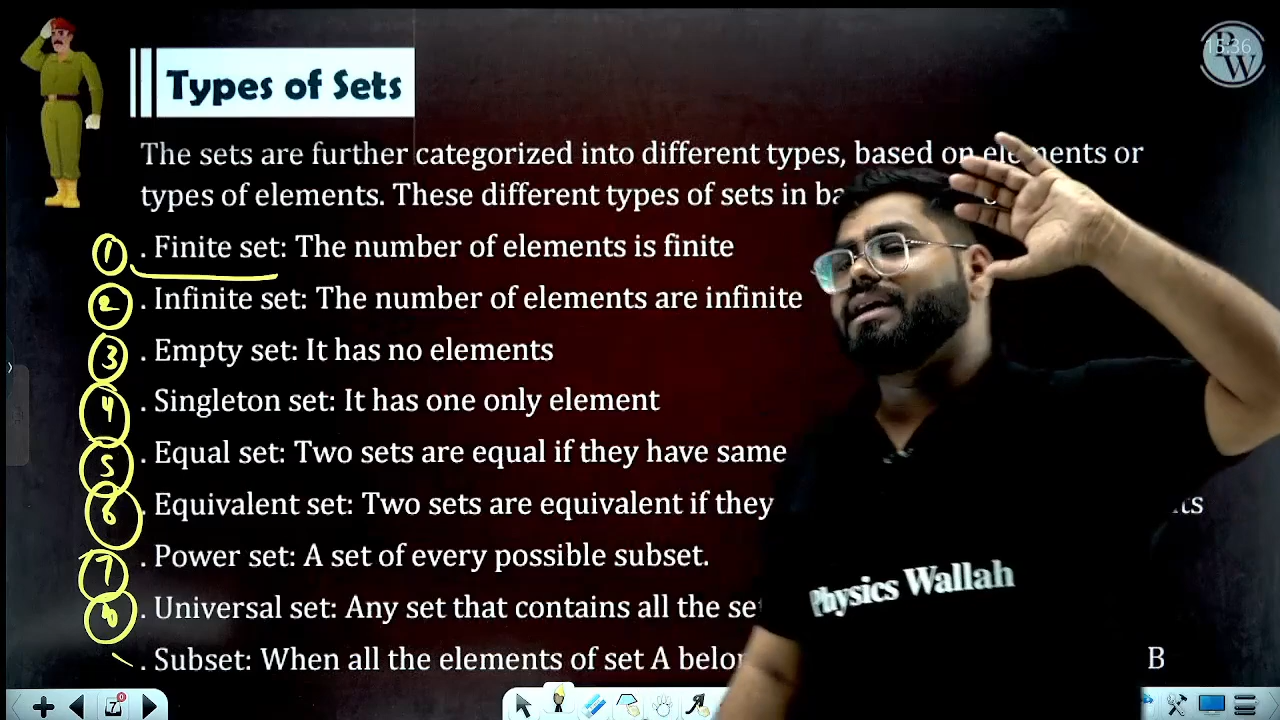 15:36
PW
Types of Sets
The sets are further categorized into different types, based on elements or
types of elements. These different types of sets in
1 . Finite set: The number of elements is finite
2 . Infinite set: The number of elements are infinite
3 . Empty set: It has no elements
4 . Singleton set: It has one only element
5 . Equal set: Two sets are equal if they have same
6 . Equivalent set: Two sets are equivalent if they
7 . Power set: A set of every possible subset.
8 . Universal set: Any set that contains all the
. Subset: When all the elements of set A B
Physics Wallah